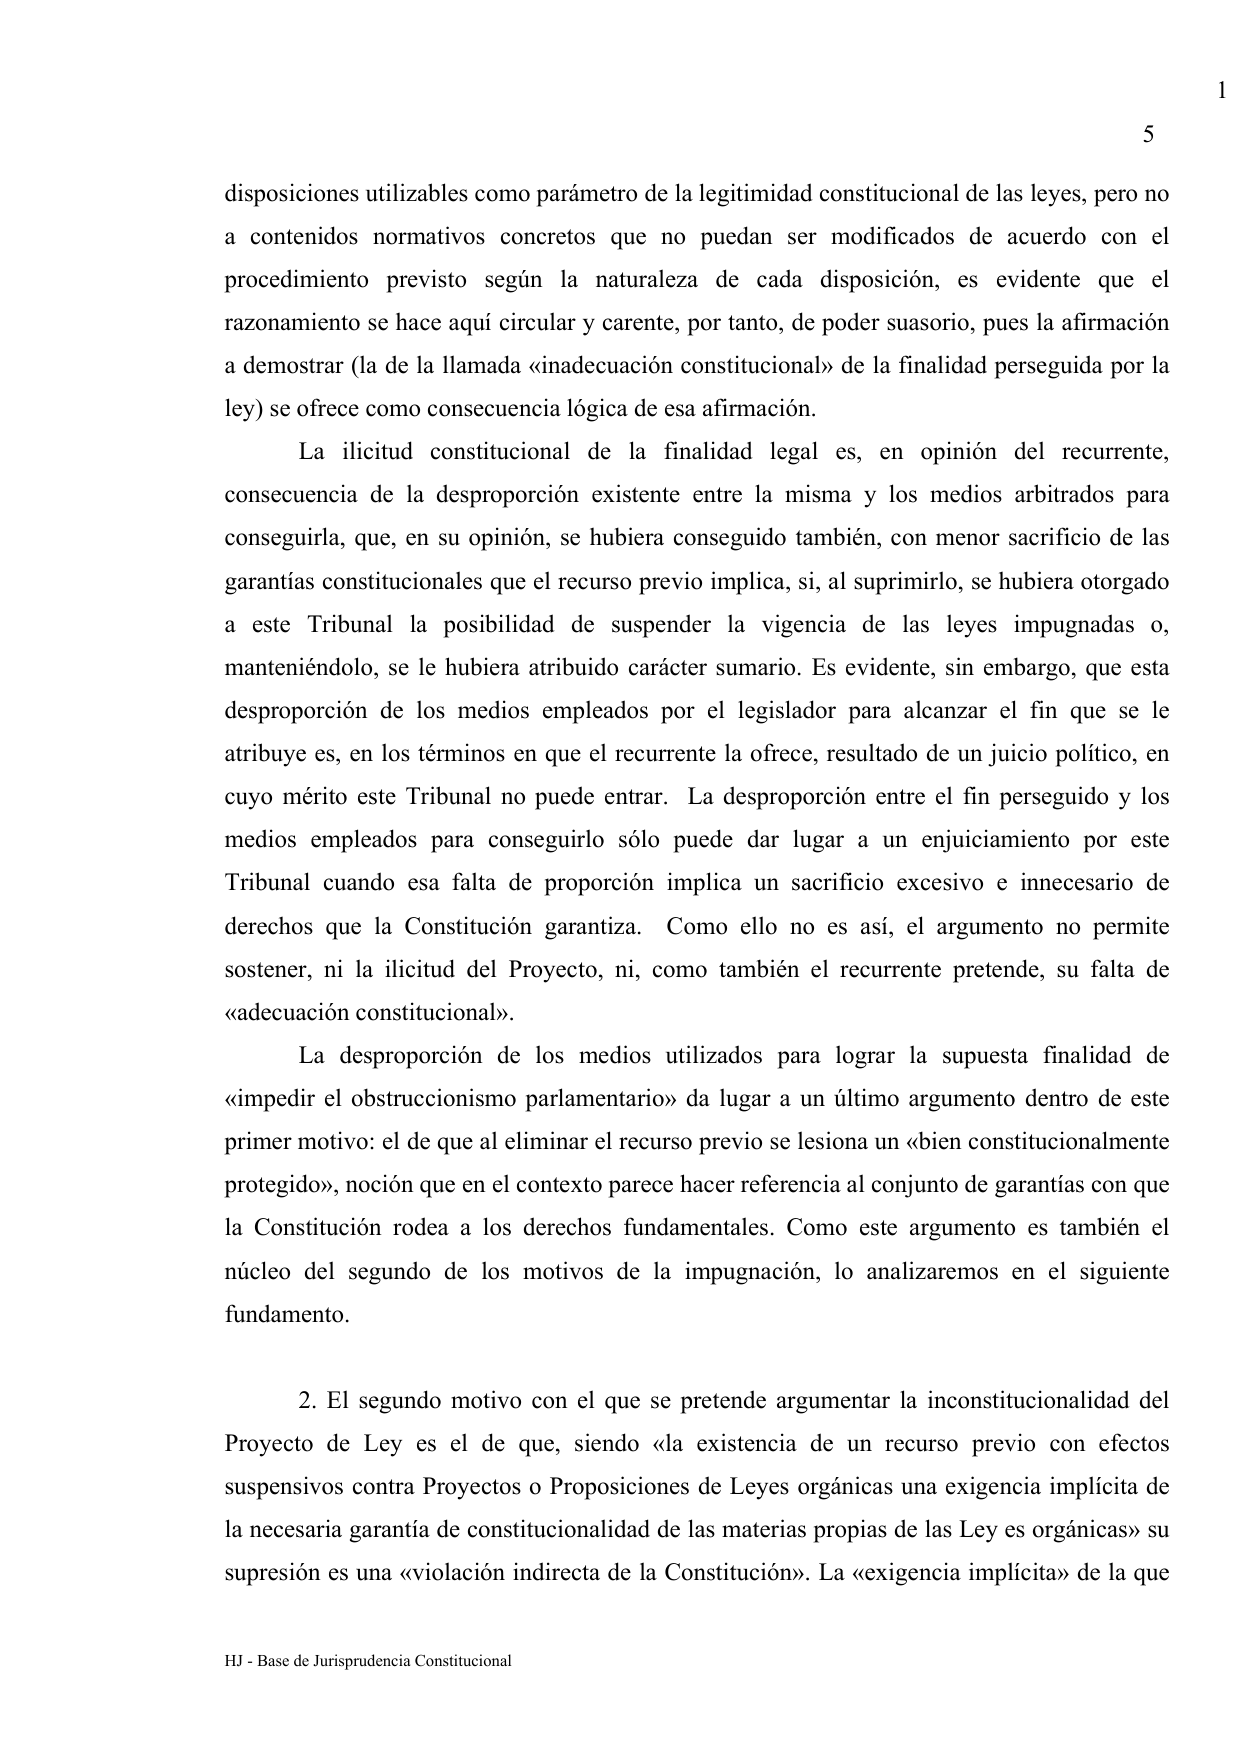 1
5
disposiciones utilizables como parámetro de la legitimidad constitucional de las leyes, pero no
a contenidos normativos concretos que no puedan ser modificados de acuerdo con el
procedimiento previsto según la naturaleza de cada disposición, es evidente que el
razonamiento se hace aquí circular y carente, por tanto, de poder suasorio, pues la afirmación
a demostrar (la de la llamada «inadecuación constitucional» de la finalidad perseguida por la
ley) se ofrece como consecuencia lógica de esa afirmación.
La ilicitud constitucional de la finalidad legal es, en opinión del recurrente,
consecuencia de la desproporción existente entre la misma y los medios arbitrados para
conseguirla, que, en su opinión, se hubiera conseguido también, con menor sacrificio de las
garantías constitucionales que el recurso previo implica, si, al suprimirlo, se hubiera otorgado
a este Tribunal la posibilidad de suspender la vigencia de las leyes impugnadas o,
manteniéndolo, se le hubiera atribuido carácter sumario. Es evidente, sin embargo, que esta
desproporción de los medios empleados por el legislador para alcanzar el fin que se le
atribuye es, en los términos en que el recurrente la ofrece, resultado de un juicio político, en
cuyo mérito este Tribunal no puede entrar.  La desproporción entre el fin perseguido y los
medios empleados para conseguirlo sólo puede dar lugar a un enjuiciamiento por este
Tribunal cuando esa falta de proporción implica un sacrificio excesivo e innecesario de
derechos que la Constitución garantiza.  Como ello no es así, el argumento no permite
sostener, ni la ilicitud del Proyecto, ni, como también el recurrente pretende, su falta de
«adecuación constitucional».
La desproporción de los medios utilizados para lograr la supuesta finalidad de
«impedir el obstruccionismo parlamentario» da lugar a un último argumento dentro de este
primer motivo: el de que al eliminar el recurso previo se lesiona un «bien constitucionalmente
protegido», noción que en el contexto parece hacer referencia al conjunto de garantías con que
la Constitución rodea a los derechos fundamentales. Como este argumento es también el
núcleo del segundo de los motivos de la impugnación, lo analizaremos en el siguiente
fundamento.
2. El segundo motivo con el que se pretende argumentar la inconstitucionalidad del
Proyecto de Ley es el de que, siendo «la existencia de un recurso previo con efectos
suspensivos contra Proyectos o Proposiciones de Leyes orgánicas una exigencia implícita de
la necesaria garantía de constitucionalidad de las materias propias de las Ley es orgánicas» su
supresión es una «violación indirecta de la Constitución». La «exigencia implícita» de la que
HJ - Base de Jurisprudencia Constitucional